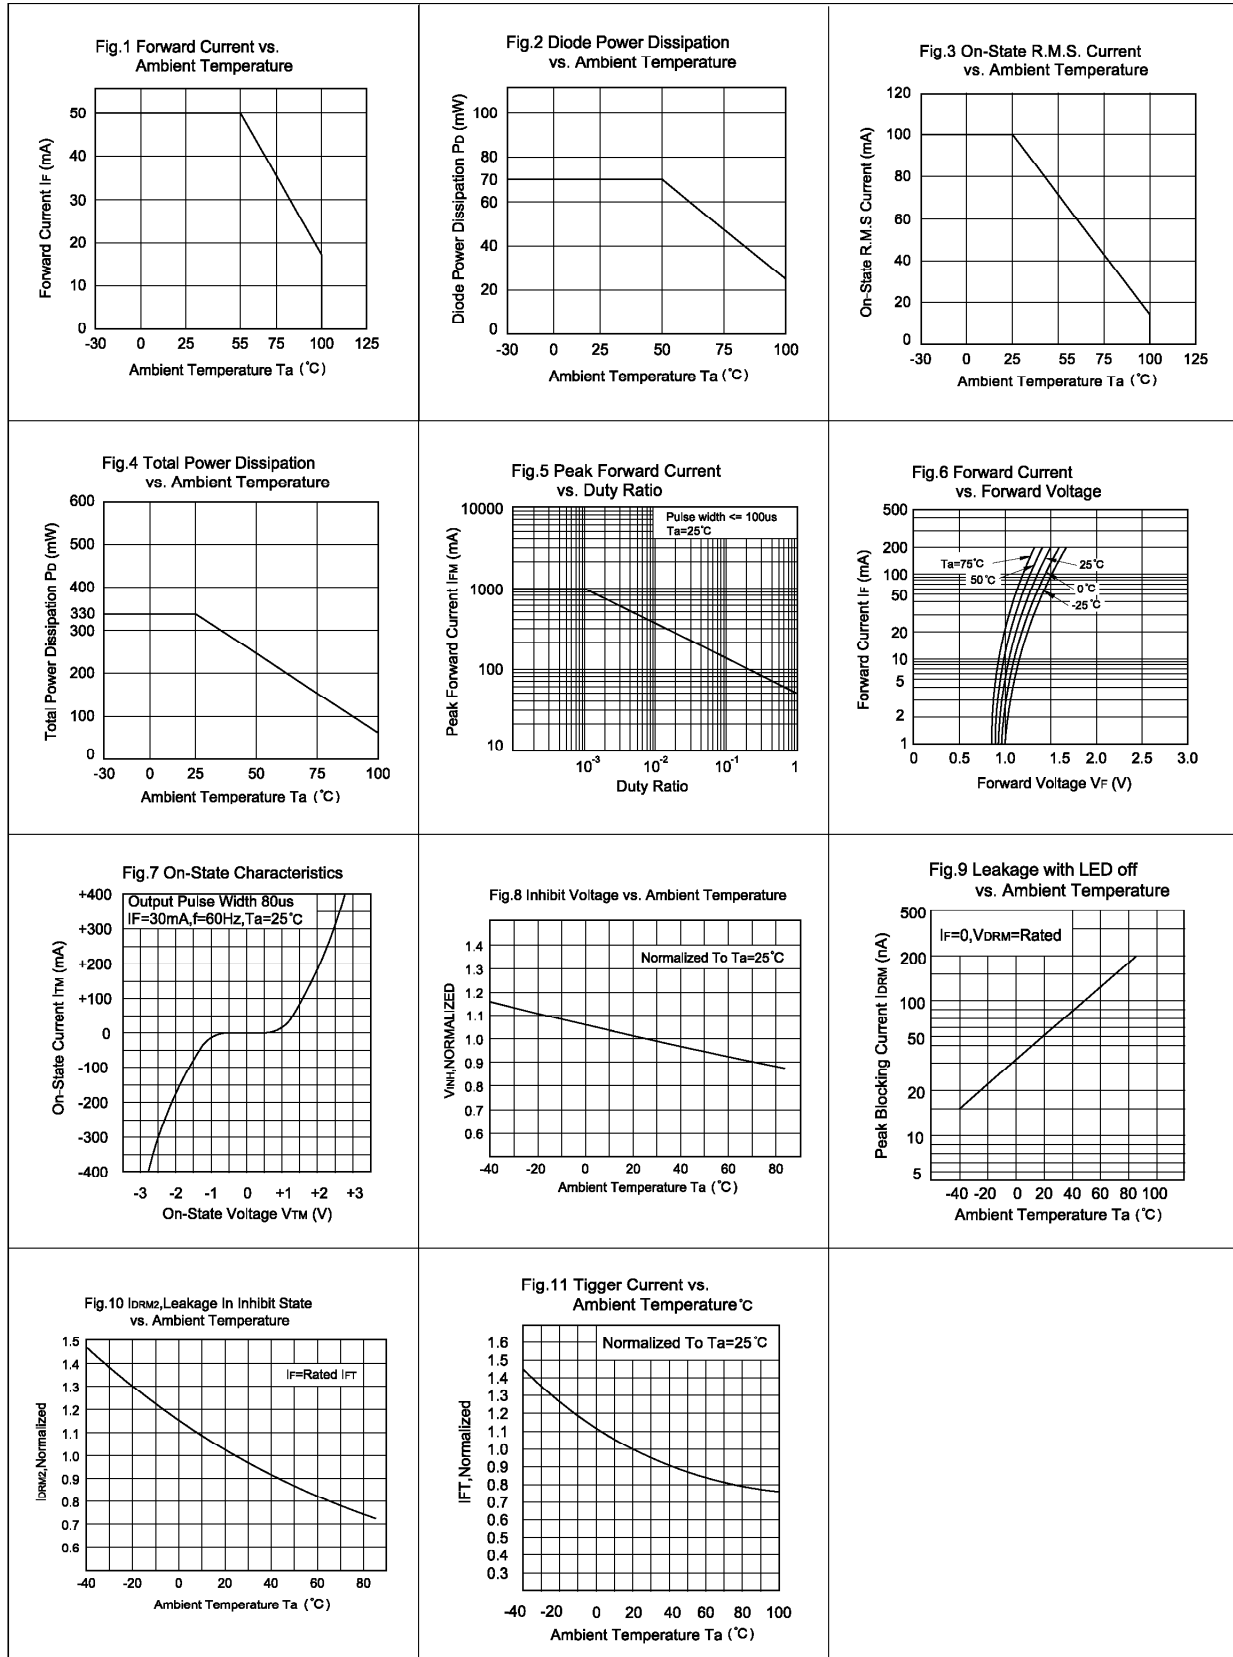 Fig.1 Forward Current vs.
Ambient Temperature
Forward Current IF (mA)
50
40
30
20
10
0
-30 0 25 55 75 100 125
Ambient Temperature Ta (℃)
Fig.2 Diode Power Dissipation
vs. Ambient Temperature
Diode Power Dissipation PD (mW)
100
80
70
60
40
20
0
-30 0 25 50 75 100
Ambient Temperature Ta (℃)
Fig.3 On-State R.M.S. Current
vs. Ambient Temperature
On-State R.M.S Current (mA)
120
100
80
60
40
20
0
-30 0 25 55 75 100 125
Ambient Temperature Ta (℃)
Fig.4 Total Power Dissipation
vs. Ambient Temperature
Total Power Dissipation PD (mW)
600
500
400
330
300
200
100
0
-30 0 25 50 75 100
Ambient Temperature Ta (℃)
Fig.5 Peak Forward Current
vs. Duty Ratio
Peak Forward Current IFM (mA)
Pulse width <= 100us
Ta=25℃
10000
1000
100
10
10-3 10-2 10-1 1
Duty Ratio
Fig.6 Forward Current
vs. Forward Voltage
Forward Current IF (mA)
500
200
100
50
20
10
5
2
1
Ta=75℃
50℃
25℃
0℃
-25℃
0 0.5 1.0 1.5 2.0 2.5 3.0
Forward Voltage VF (V)
Fig.7 On-State Characteristics
On-State Current ITM (mA)
Output Pulse Width 80us
IF=30mA,f=60Hz,Ta=25℃
+400
+300
+200
+100
0
-100
-200
-300
-400
-3 -2 -1 0 +1 +2 +3
On-State Voltage VTM (V)
Fig.8 Inhibit Voltage vs. Ambient Temperature
VINH,NORMALIZED
Normalized To Ta=25℃
1.4
1.3
1.2
1.1
1.0
0.9
0.8
0.7
0.6
-40 -20 0 20 40 60 80
Ambient Temperature Ta (℃)
Fig.9 Leakage with LED off
vs. Ambient Temperature
Peak Blocking Current IDRM (nA)
IF=0,VDRM=Rated
500
200
100
50
20
10
5
-40 -20 0 20 40 60 80 100
Ambient Temperature Ta (℃)
Fig.10 IDRM2,Leakage In Inhibit State
vs. Ambient Temperature
IDRM2,Normalized
IF=Rated IFT
1.5
1.4
1.3
1.2
1.1
1.0
0.9
0.8
0.7
0.6
-40 -20 0 20 40 60 80
Ambient Temperature Ta (℃)
Fig.11 Tigger Current vs.
Ambient Temperature℃
IFT,Normalized
Normalized To Ta=25℃
1.6
1.5
1.4
1.3
1.2
1.1
1.0
0.9
0.8
0.7
0.6
0.5
0.4
0.3
-40 -20 0 20 40 60 80 100
Ambient Temperature Ta (℃)